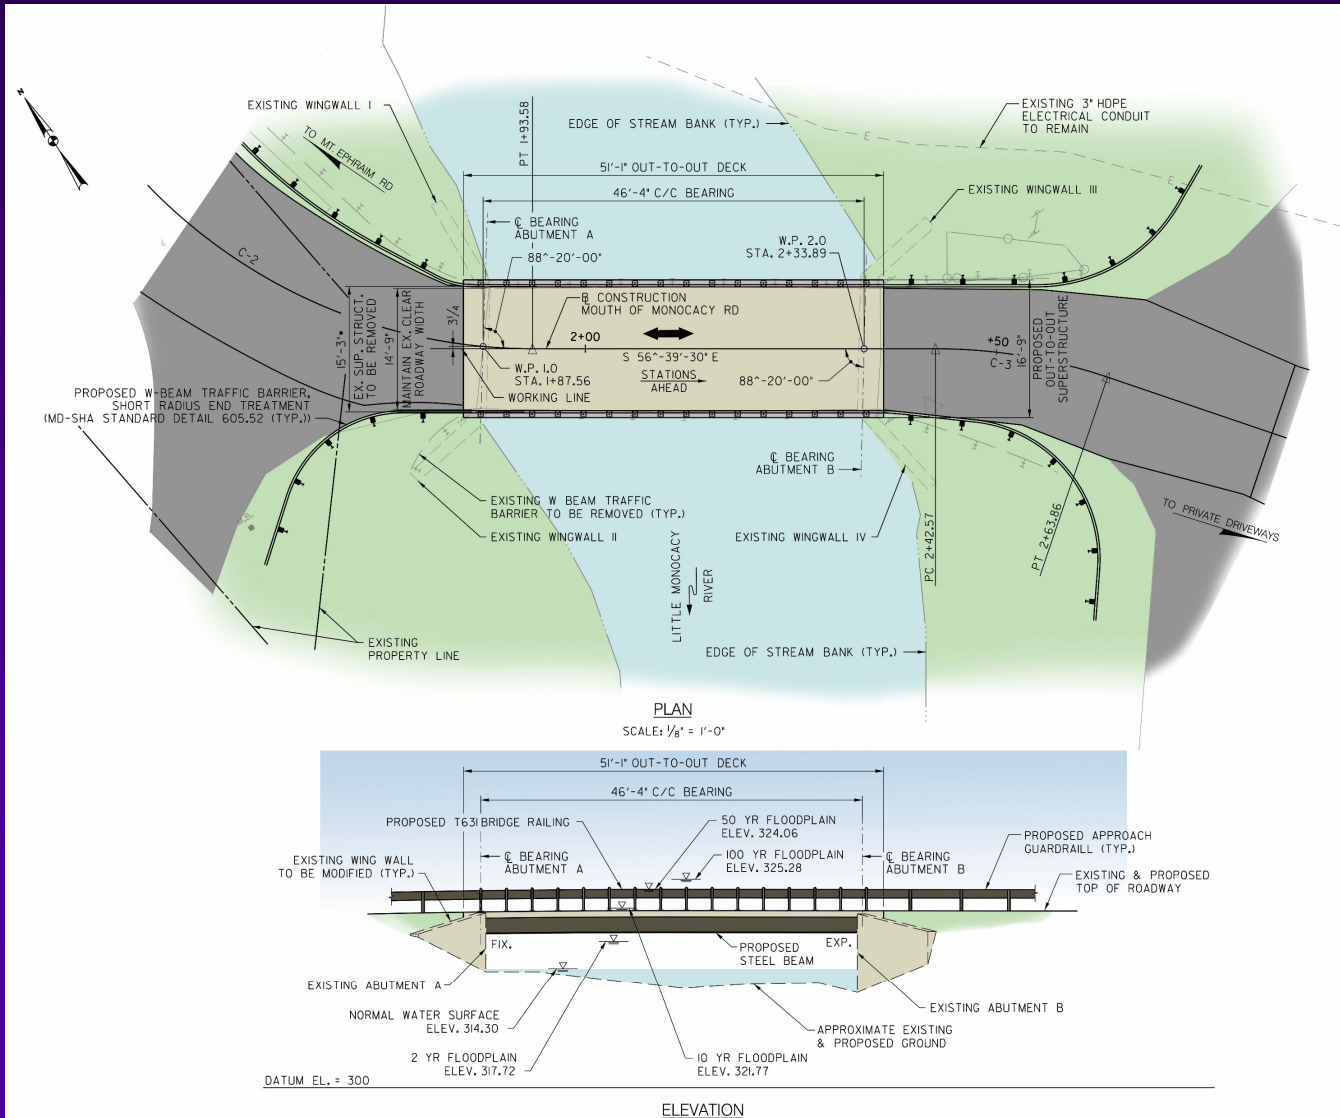 N
EXISTING WINGWALL I
TO MT. EPHRAIM RD
PT 1+93.58
EDGE OF STREAM BANK (TYP.)
EXISTING 3" HDPE
ELECTRICAL CONDUIT
TO REMAIN
E
E
51'-1" OUT-TO-OUT DECK
46'-4" C/C BEARING
EXISTING WINGWALL III
℄ BEARING
ABUTMENT A
88^-20'-00"
W.P. 2.0
STA. 2+33.89
C-2
15'-3"±
EX. SUP. STRUCT.
TO BE REMOVED
14'-9"
MAINTAIN EX. CLEAR
ROADWAY WIDTH
3 1/4
B CONSTRUCTION
MOUTH OF MONOCACY RD
2+00
S 56^-39'-30" E
STATIONS
AHEAD
88^-20'-00"
W.P. 1.0
STA. 1+87.56
WORKING LINE
+50
C-3
16'-9"
PROPOSED
OUT-TO-OUT
SUPERSTRUCTURE
PROPOSED W-BEAM TRAFFIC BARRIER,
SHORT RADIUS END TREATMENT
(MD-SHA STANDARD DETAIL 605.52 (TYP.))
℄ BEARING
ABUTMENT B
EXISTING W BEAM TRAFFIC
BARRIER TO BE REMOVED (TYP.)
EXISTING WINGWALL II
EXISTING WINGWALL IV
LITTLE MONOCACY
RIVER
PC 2+42.57
PT 2+63.86
TO PRIVATE DRIVEWAYS
EXISTING
PROPERTY LINE
EDGE OF STREAM BANK (TYP.)
PLAN
SCALE: 1/8" = 1'-0"
51'-1" OUT-TO-OUT DECK
46'-4" C/C BEARING
PROPOSED T631 BRIDGE RAILING
50 YR FLOODPLAIN
ELEV. 324.06
100 YR FLOODPLAIN
ELEV. 325.28
PROPOSED APPROACH
GUARDRAILL (TYP.)
EXISTING WING WALL
TO BE MODIFIED (TYP.)
℄ BEARING
ABUTMENT A
℄ BEARING
ABUTMENT B
EXISTING & PROPOSED
TOP OF ROADWAY
FIX.
EXP.
PROPOSED
STEEL BEAM
EXISTING ABUTMENT A
EXISTING ABUTMENT B
NORMAL WATER SURFACE
ELEV. 314.30
APPROXIMATE EXISTING
& PROPOSED GROUND
2 YR FLOODPLAIN
ELEV. 317.72
10 YR FLOODPLAIN
ELEV. 321.77
DATUM EL. = 300
ELEVATION